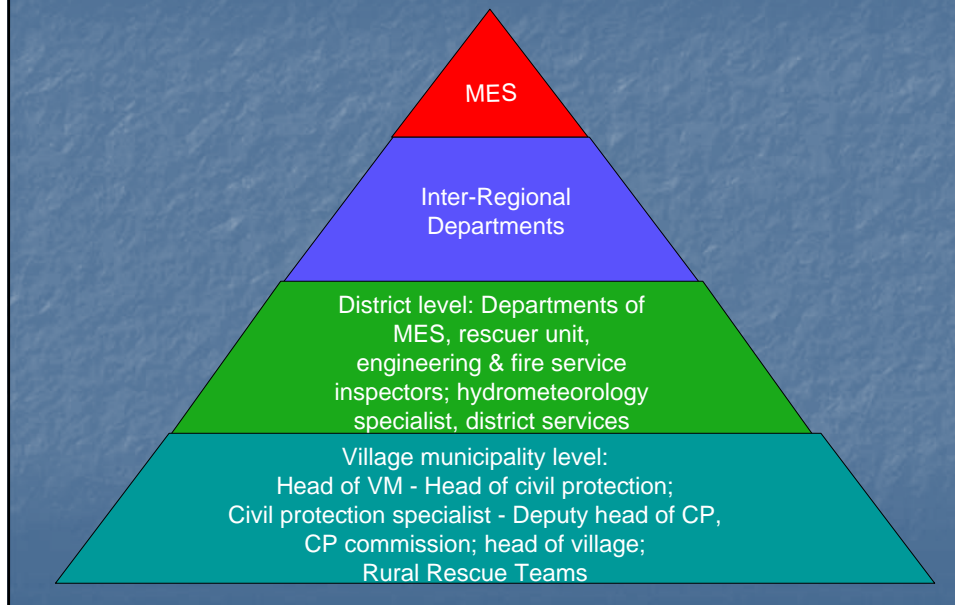 MES
Inter-Regional
Departments
District level: Departments of
MES, rescuer unit,
engineering & fire service
inspectors; hydrometeorology
specialist, district services
Village municipality level:
Head of VM - Head of civil protection;
Civil protection specialist - Deputy head of CP,
CP commission; head of village;
Rural Rescue Teams